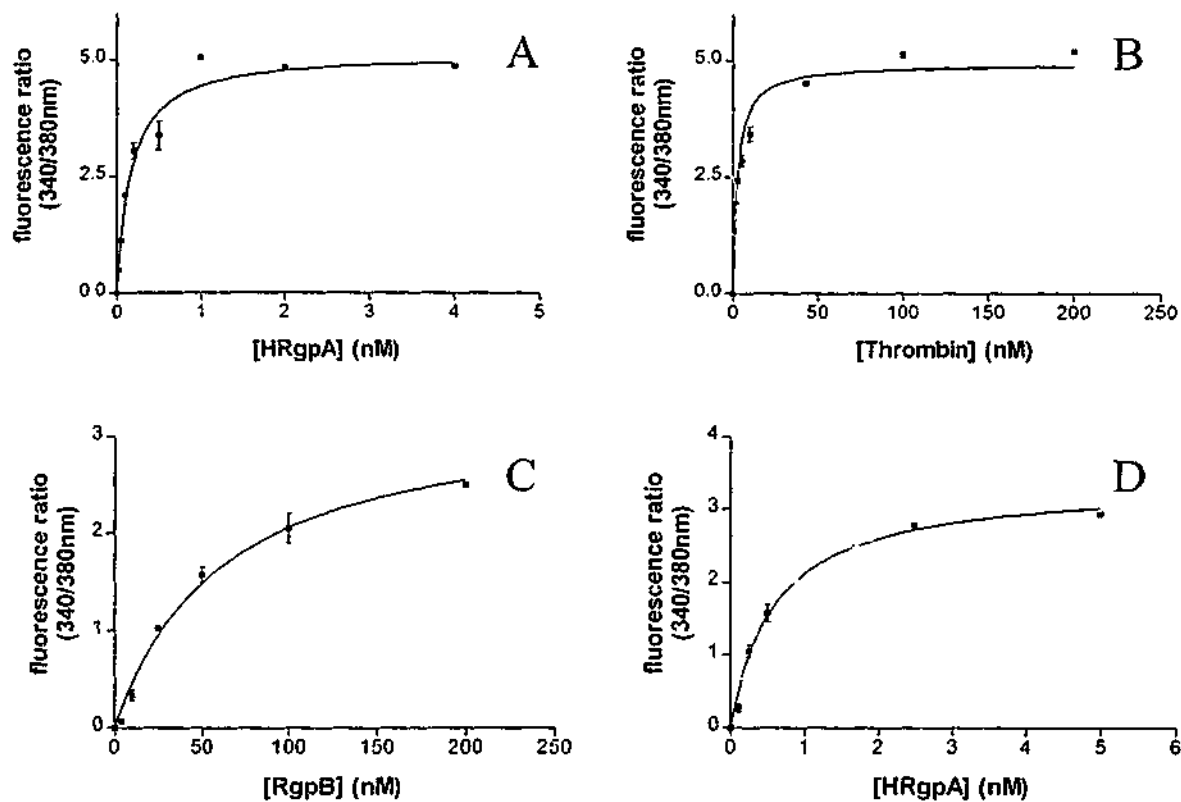 A
fluorescence ratio
(340/380nm)
5.0
2.5
0.0
0 1 2 3 4 5
[HRgpA] (nM)
B
fluorescence ratio
(340/380nm)
5.0
2.5
0.0
0 50 100 150 200 250
[Thrombin] (nM)
C
fluorescence ratio
(340/380nm)
3
2
1
0
0 50 100 150 200 250
[RgpB] (nM)
D
fluorescence ratio
(340/380nm)
4
3
2
1
0
0 1 2 3 4 5 6
[HRgpA] (nM)